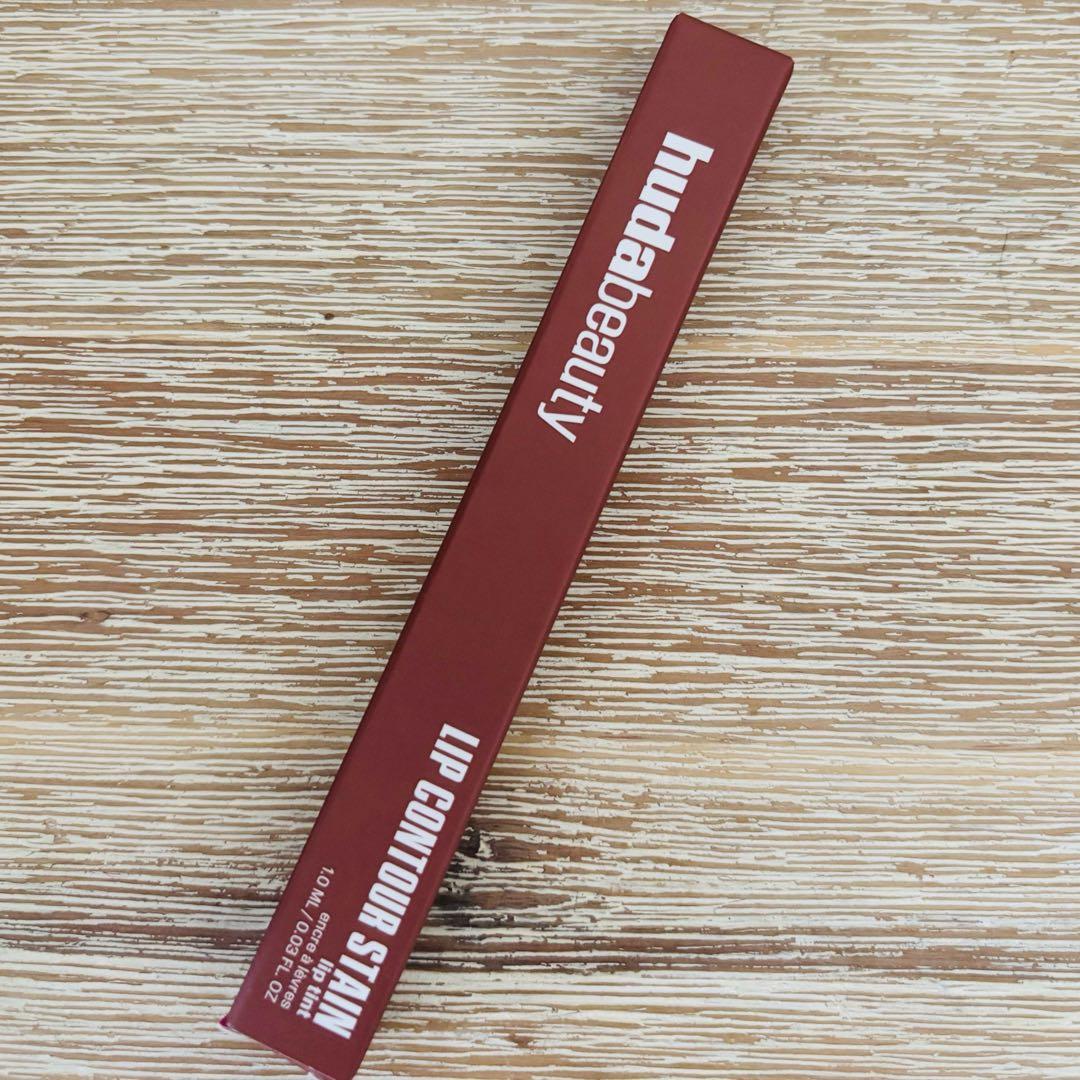 hudabeauty
LIP CONTOUR STAIN
lip tint
encre à lèvres
1.0 ML / 0.03 FL. OZ